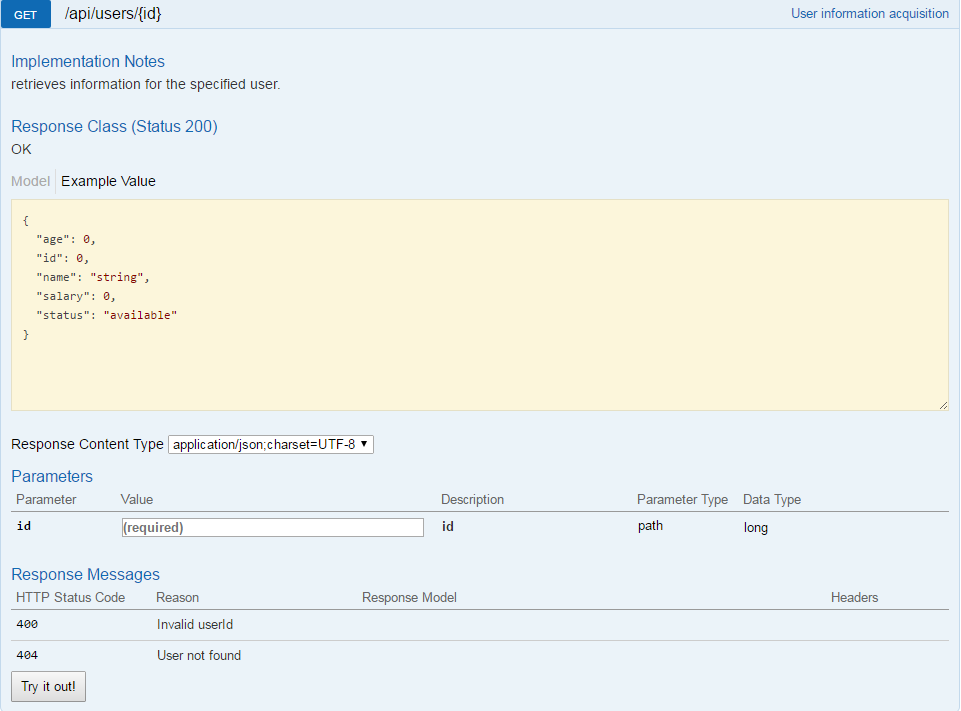 GET /api/users/{id} User information acquisition
Implementation Notes
retrieves information for the specified user.
Response Class (Status 200)
OK
Model Example Value
{
"age": 0,
"id": 0,
"name": "string",
"salary": 0,
"status": "available"
}
Response Content Type application/json;charset=UTF-8
Parameters
Parameter Value Description Parameter Type Data Type
id (required) id path long
Response Messages
HTTP Status Code Reason Response Model Headers
400 Invalid userId
404 User not found
Try it out!